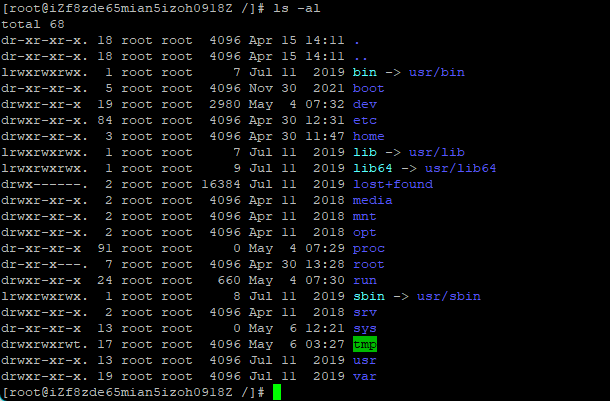 [root@iZf8zde65mian5izoh0918Z /]# ls -al
total 68
dr-xr-xr-x. 18 root root  4096 Apr 15 14:11 .
dr-xr-xr-x. 18 root root  4096 Apr 15 14:11 ..
lrwxrwxrwx.  1 root root     7 Jul 11  2019 bin -> usr/bin
dr-xr-xr-x.  5 root root  4096 Nov 30  2021 boot
drwxr-xr-x  19 root root  2980 May  4 07:32 dev
drwxr-xr-x. 84 root root  4096 Apr 30 12:31 etc
drwxr-xr-x.  3 root root  4096 Apr 30 11:47 home
lrwxrwxrwx.  1 root root     7 Jul 11  2019 lib -> usr/lib
lrwxrwxrwx.  1 root root     9 Jul 11  2019 lib64 -> usr/lib64
drwx------.  2 root root 16384 Jul 11  2019 lost+found
drwxr-xr-x.  2 root root  4096 Apr 11  2018 media
drwxr-xr-x.  2 root root  4096 Apr 11  2018 mnt
drwxr-xr-x.  2 root root  4096 Apr 11  2018 opt
dr-xr-xr-x  91 root root     0 May  4 07:29 proc
dr-xr-x---.  7 root root  4096 Apr 30 13:28 root
drwxr-xr-x  24 root root   660 May  4 07:30 run
lrwxrwxrwx.  1 root root     8 Jul 11  2019 sbin -> usr/sbin
drwxr-xr-x.  2 root root  4096 Apr 11  2018 srv
dr-xr-xr-x  13 root root     0 May  6 12:21 sys
drwxrwxrwt. 17 root root  4096 May  6 03:27 tmp
drwxr-xr-x. 13 root root  4096 Jul 11  2019 usr
drwxr-xr-x. 19 root root  4096 Jul 11  2019 var
[root@iZf8zde65mian5izoh0918Z /]#